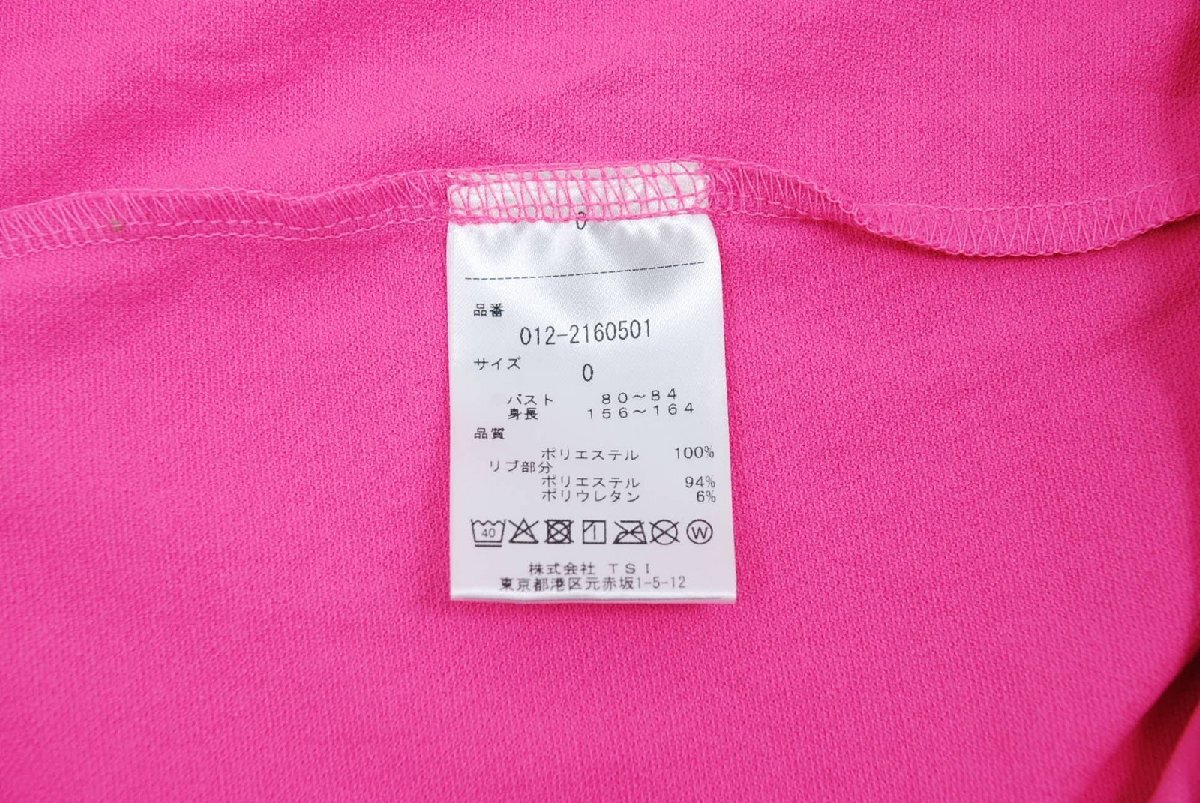 0
品番
012-2160501
サイズ
0
バスト 80～84
身長 156～164
品質
ポリエステル 100%
リブ部分
ポリエステル 94%
ポリウレタン 6%
40 W
株式会社 TSI
東京都港区元赤坂1-5-12